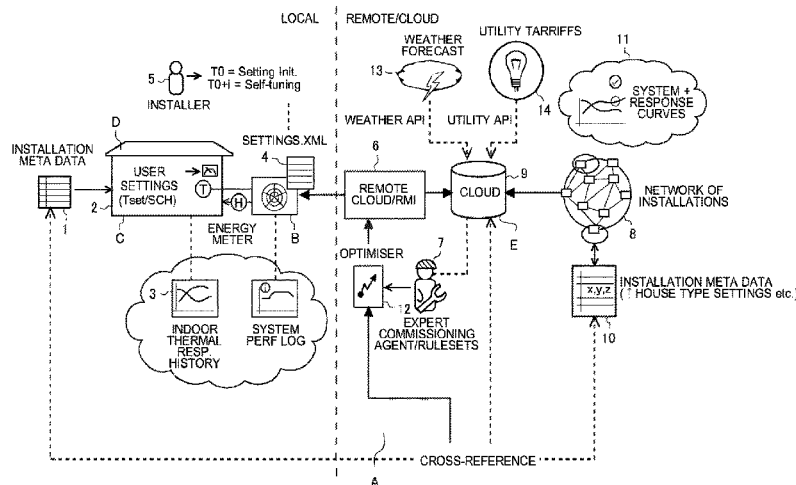 LOCAL
REMOTE/CLOUD
WEATHER
FORECAST
13
UTILITY TARRIFS
14
11
SYSTEM +
RESPONSE
CURVES
5
INSTALLER
T0 = Setting Init.
T0+i = Self-tuning
SETTINGS.XML
4
WEATHER API
UTILITY API
D
INSTALLATION
META DATA
1
USER
SETTINGS
(Tset/SCH)
T
H
2
C
ENERGY
METER
B
6
REMOTE
CLOUD/RMI
9
CLOUD
E
NETWORK OF
INSTALLATIONS
8
OPTIMISER
7
12
EXPERT
COMMISSIONING
AGENT/RULESETS
3
INDOOR
THERMAL
RESP.
HISTORY
SYSTEM
PERF LOG
x,y,z
INSTALLATION META DATA
(↑HOUSE TYPE SETTINGS etc.)
10
CROSS-REFERENCE
A